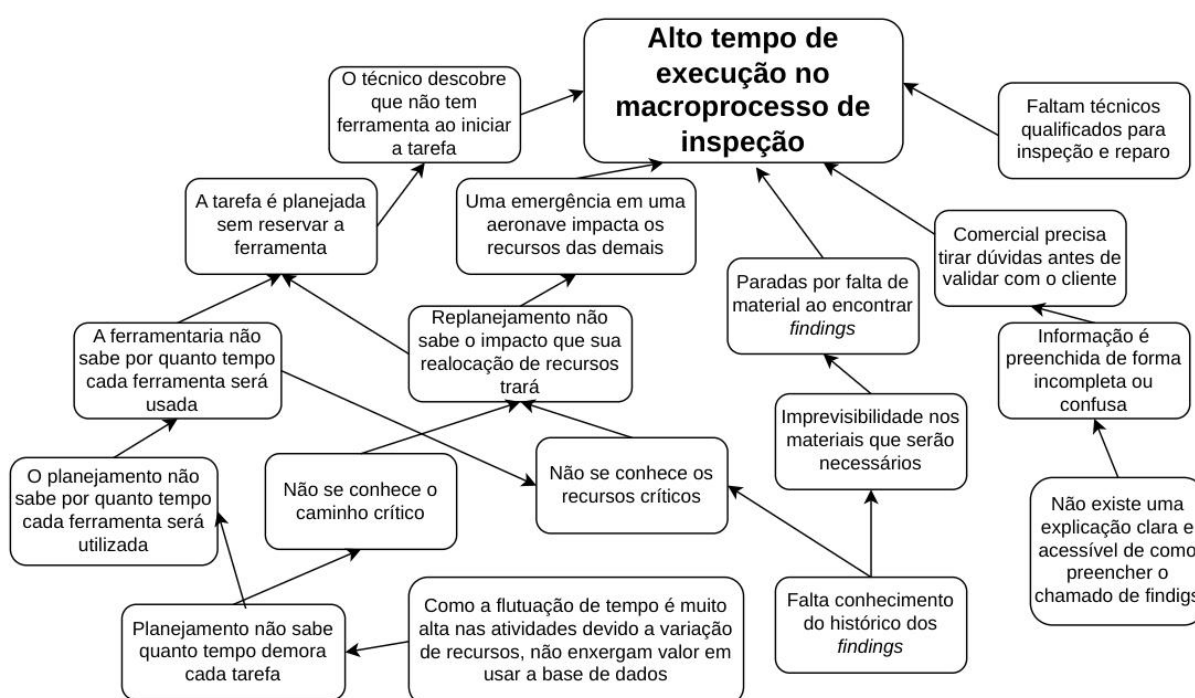 Alto tempo de
execução no
macroprocesso de
inspeção
O técnico descobre
que não tem
ferramenta ao iniciar
a tarefa
Faltam técnicos
qualificados para
inspeção e reparo
A tarefa é planejada
sem reservar a
ferramenta
Uma emergência em uma
aeronave impacta os
recursos das demais
Comercial precisa
tirar dúvidas antes de
validar com o cliente
Paradas por falta de
material ao encontrar
findings
A ferramentaria não
sabe por quanto tempo
cada ferramenta será
usada
Replanejamento não
sabe o impacto que sua
realocação de recursos
trará
Informação é
preenchida de forma
incompleta ou
confusa
Imprevisibilidade nos
materiais que serão
necessários
O planejamento não
sabe por quanto tempo
cada ferramenta será
utilizada
Não se conhece o
caminho crítico
Não se conhece os
recursos críticos
Não existe uma
explicação clara e
acessível de como
preencher o
chamado de findigs
Planejamento não sabe
quanto tempo demora
cada tarefa
Como a flutuação de tempo é muito
alta nas atividades devido a variação
de recursos, não enxergam valor em
usar a base de dados
Falta conhecimento
do histórico dos
findings